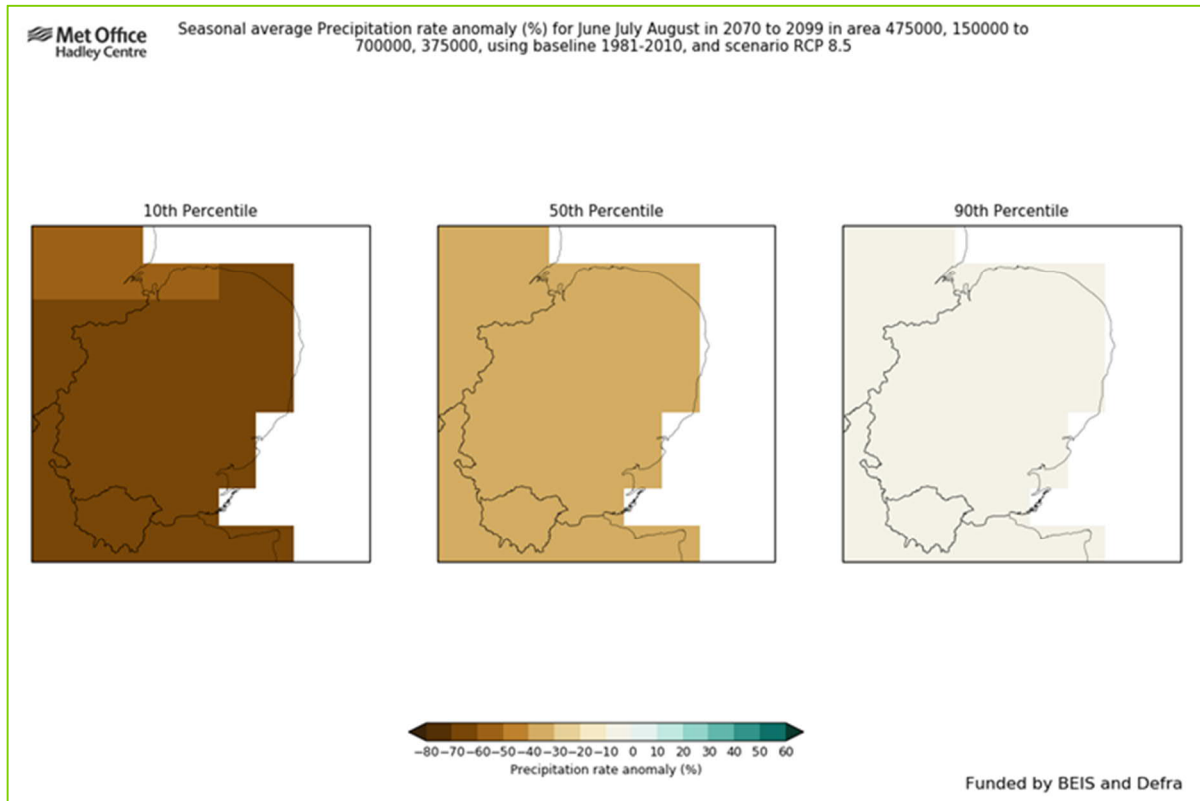 Met Office
Hadley Centre
Seasonal average Precipitation rate anomaly (%) for June July August in 2070 to 2099 in area 475000, 150000 to
700000, 375000, using baseline 1981-2010, and scenario RCP 8.5
10th Percentile
50th Percentile
90th Percentile
−80 −70 −60 −50 −40 −30 −20 −10 0 10 20 30 40 50 60
Precipitation rate anomaly (%)
Funded by BEIS and Defra